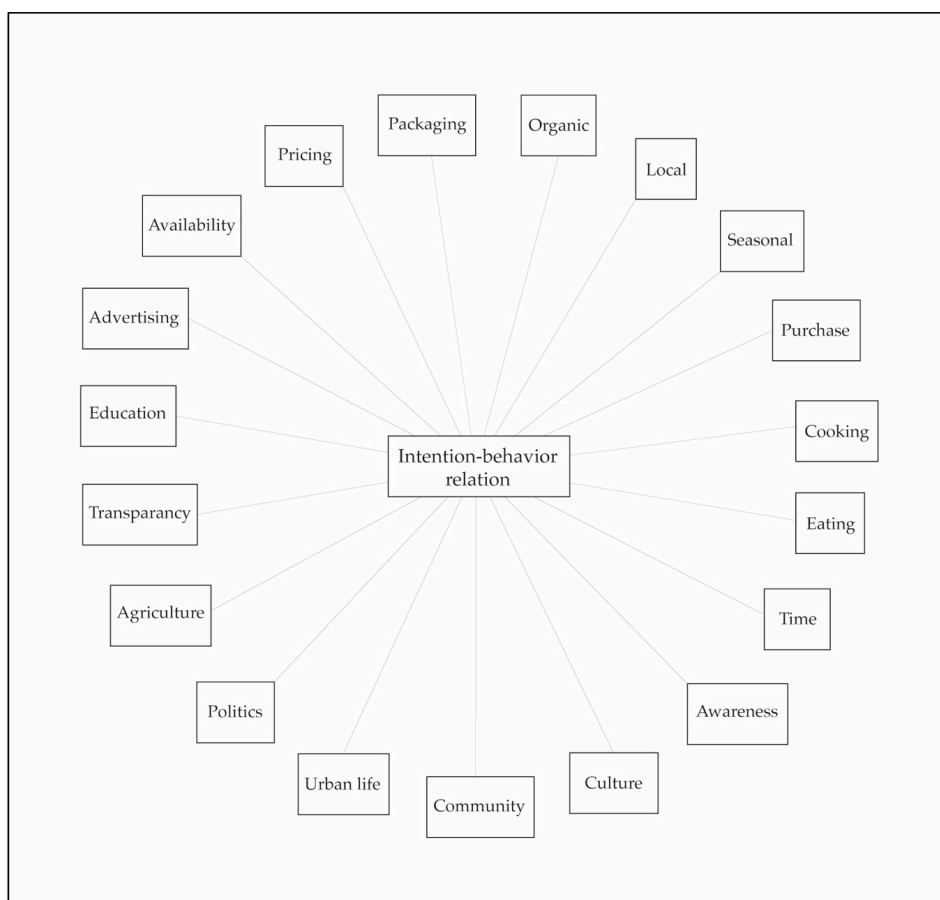 Packaging
Organic
Pricing
Local
Availability
Seasonal
Advertising
Purchase
Education
Cooking
Intention-behavior
relation
Transparancy
Eating
Agriculture
Time
Politics
Awareness
Urban life
Community
Culture